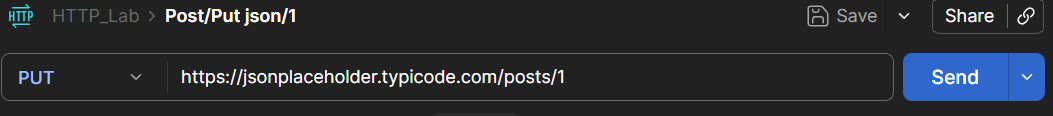 HTTP HTTP_Lab > Post/Put json/1 Save Share
PUT https://jsonplaceholder.typicode.com/posts/1 Send